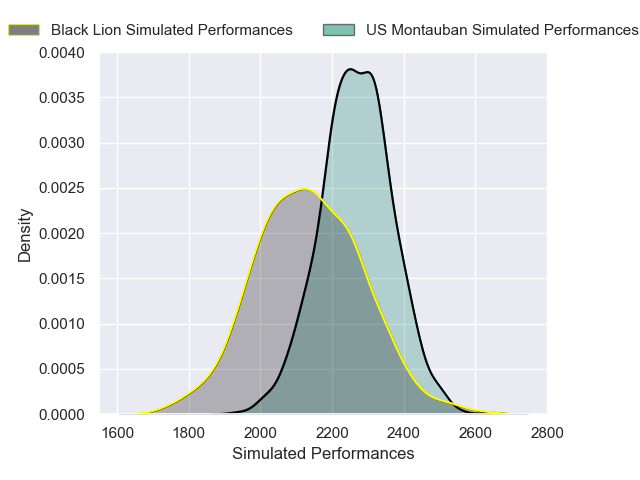 Black Lion Simulated Performances
US Montauban Simulated Performances
0.0040
0.0035
0.0030
0.0025
0.0020
0.0015
0.0010
0.0005
0.0000
Density
1600 1800 2000 2200 2400 2600 2800
Simulated Performances